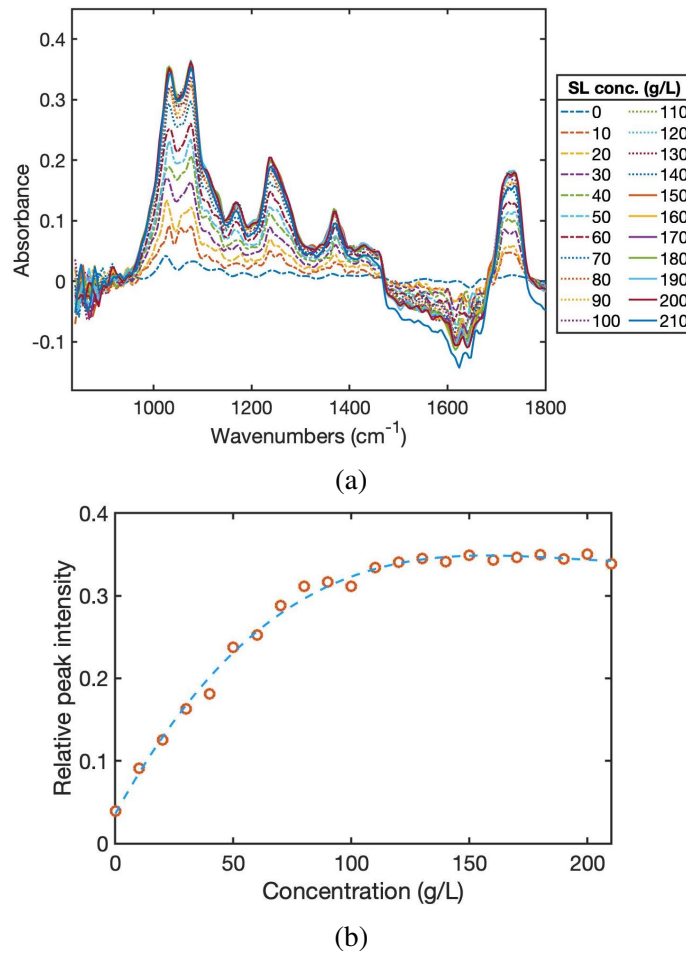 0.4
0.3
0.2
0.1
0
-0.1
Absorbance
1000 1200 1400 1600 1800
Wavenumbers (cm⁻¹)
SL conc. (g/L)
0 110
10 120
20 130
30 140
40 150
50 160
60 170
70 180
80 190
90 200
100 210
(a)
0.4
0.3
0.2
0.1
0
Relative peak intensity
0 50 100 150 200
Concentration (g/L)
(b)